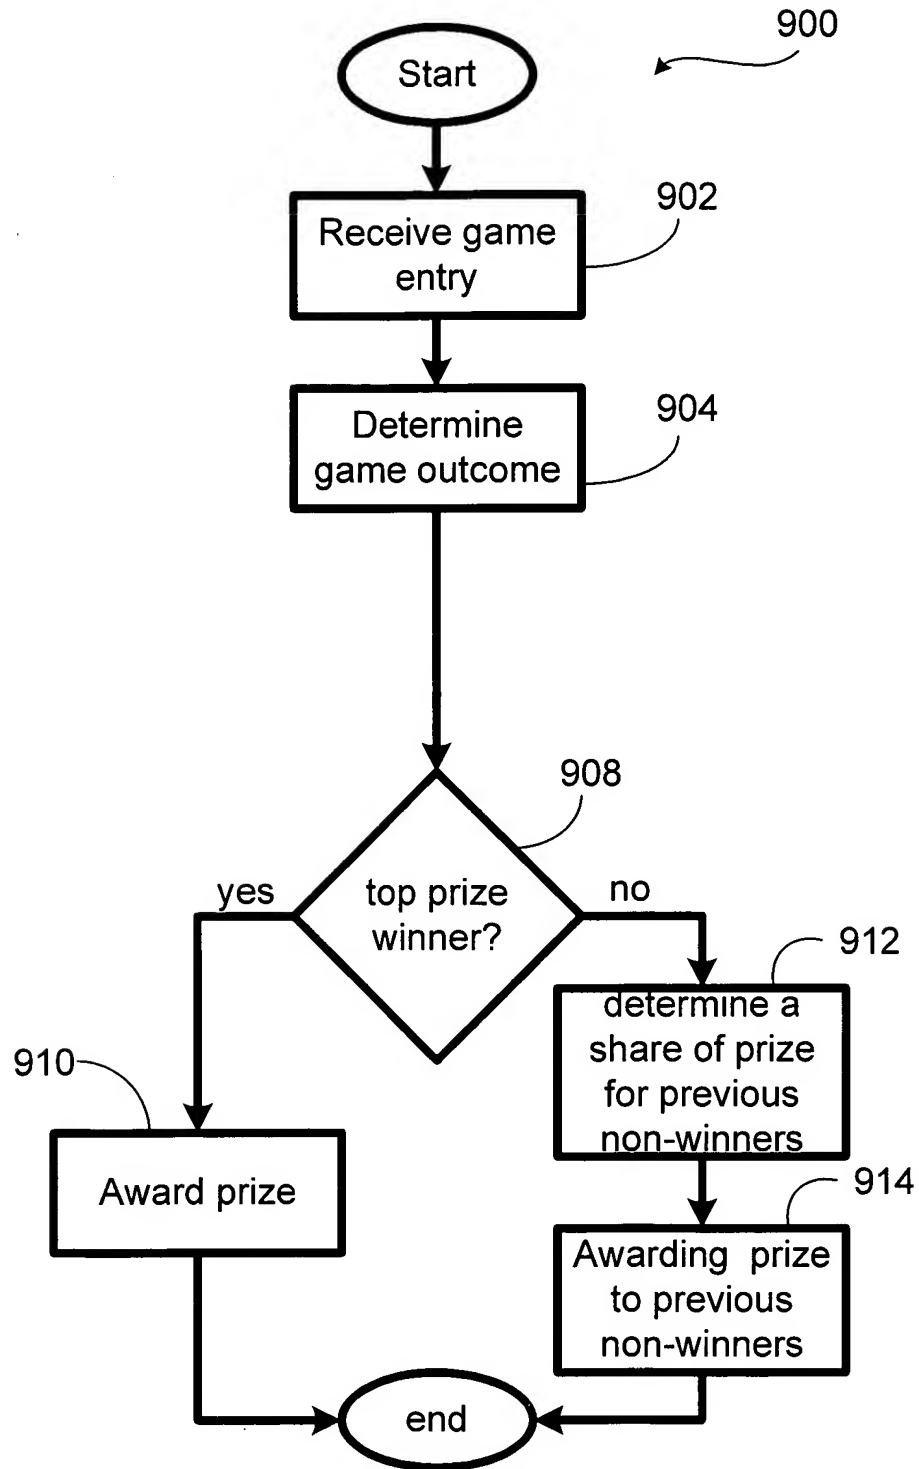 900
Start
902
Receive game
entry
904
Determine
game outcome
908
yes
top prize
winner?
no
912
determine a
share of prize
for previous
non-winners
910
Award prize
914
Awarding prize
to previous
non-winners
end